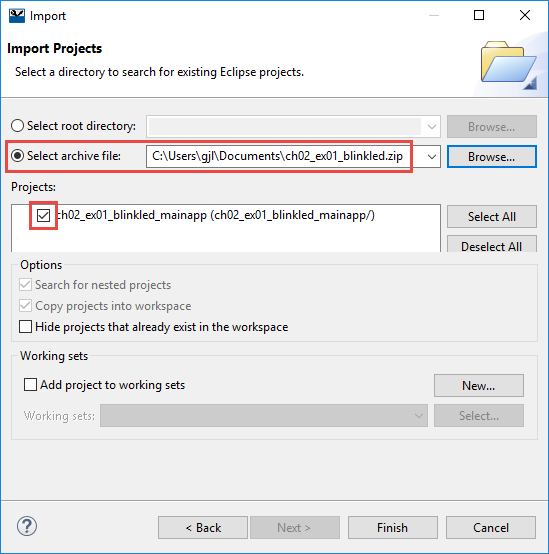 Import
Import Projects
Select a directory to search for existing Eclipse projects.
Select root directory:
Browse...
Select archive file:
C:\Users\gjl\Documents\ch02_ex01_blinkled.zip
Browse...
Projects:
ch02_ex01_blinkled_mainapp (ch02_ex01_blinkled_mainapp/)
Select All
Deselect All
Options
Search for nested projects
Copy projects into workspace
Hide projects that already exist in the workspace
Working sets
Add project to working sets
New...
Working sets:
Select...
?
< Back
Next >
Finish
Cancel